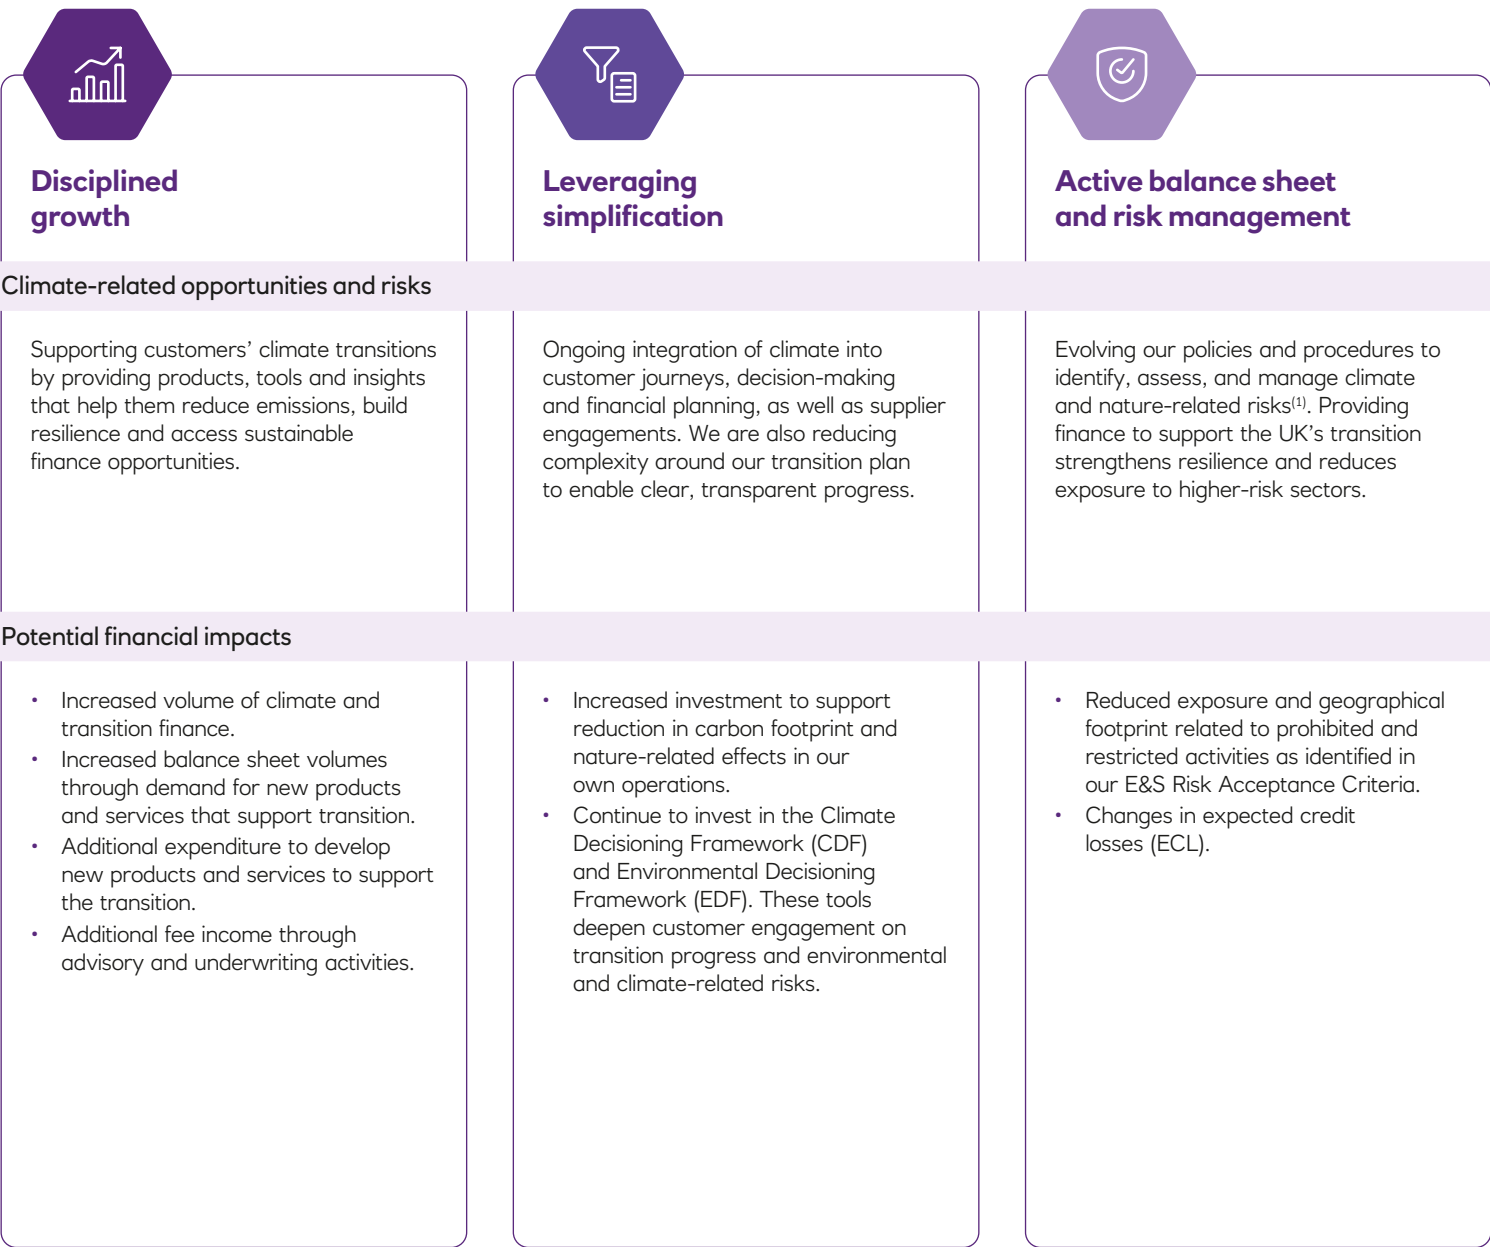 Disciplined
growth
Leveraging
simplification
Active balance sheet
and risk management
Climate-related opportunities and risks
Supporting customers’ climate transitions
by providing products, tools and insights
that help them reduce emissions, build
resilience and access sustainable
finance opportunities.
Ongoing integration of climate into
customer journeys, decision-making
and financial planning, as well as supplier
engagements. We are also reducing
complexity around our transition plan
to enable clear, transparent progress.
Evolving our policies and procedures to
identify, assess, and manage climate
and nature-related risks(1). Providing
finance to support the UK’s transition
strengthens resilience and reduces
exposure to higher-risk sectors.
Potential financial impacts
• Increased volume of climate and
transition finance.
• Increased balance sheet volumes
through demand for new products
and services that support transition.
• Additional expenditure to develop
new products and services to support
the transition.
• Additional fee income through
advisory and underwriting activities.
• Increased investment to support
reduction in carbon footprint and
nature-related effects in our
own operations.
• Continue to invest in the Climate
Decisioning Framework (CDF)
and Environmental Decisioning
Framework (EDF). These tools
deepen customer engagement on
transition progress and environmental
and climate-related risks.
• Reduced exposure and geographical
footprint related to prohibited and
restricted activities as identified in
our E&S Risk Acceptance Criteria.
• Changes in expected credit
losses (ECL).